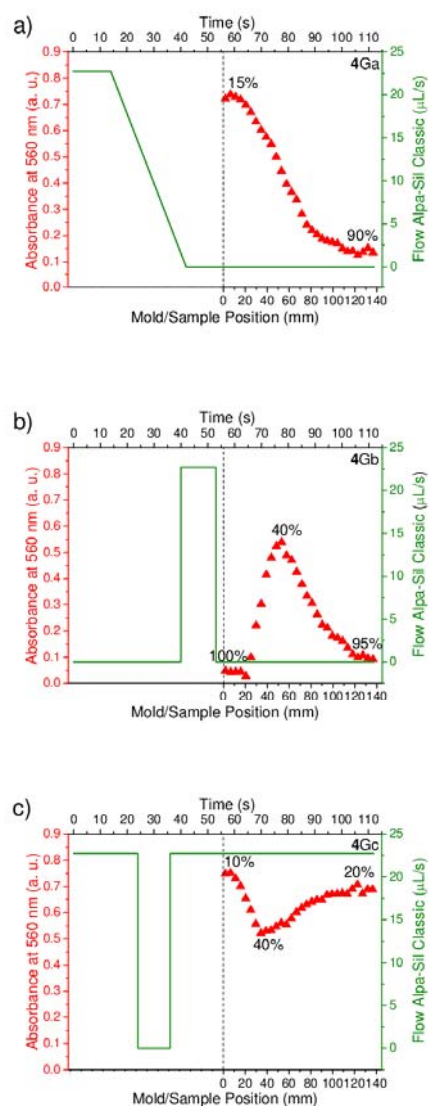 a)
Time (s)
0 10 20 30 40 50 60 70 80 90 100 110
4Ga
15%
90%
0.9
0.8
0.7
0.6
0.5
0.4
0.3
0.2
0.1
0.0
Absorbance at 560 nm (a. u.)
25
20
15
10
5
0
Flow Alpa-Sil Classic (µL/s)
0 20 40 60 80 100 120 140
Mold/Sample Position (mm)
b)
Time (s)
0 10 20 30 40 50 60 70 80 90 100 110
4Gb
40%
100%
95%
0.9
0.8
0.7
0.6
0.5
0.4
0.3
0.2
0.1
0.0
Absorbance at 560 nm (a. u.)
25
20
15
10
5
0
Flow Alpa-Sil Classic (µL/s)
0 20 40 60 80 100 120 140
Mold/Sample Position (mm)
c)
Time (s)
0 10 20 30 40 50 60 70 80 90 100 110
4Gc
10%
20%
40%
0.9
0.8
0.7
0.6
0.5
0.4
0.3
0.2
0.1
0.0
Absorbance at 560 nm (a. u.)
25
20
15
10
5
0
Flow Alpa-Sil Classic (µL/s)
0 20 40 60 80 100 120 140
Mold/Sample Position (mm)